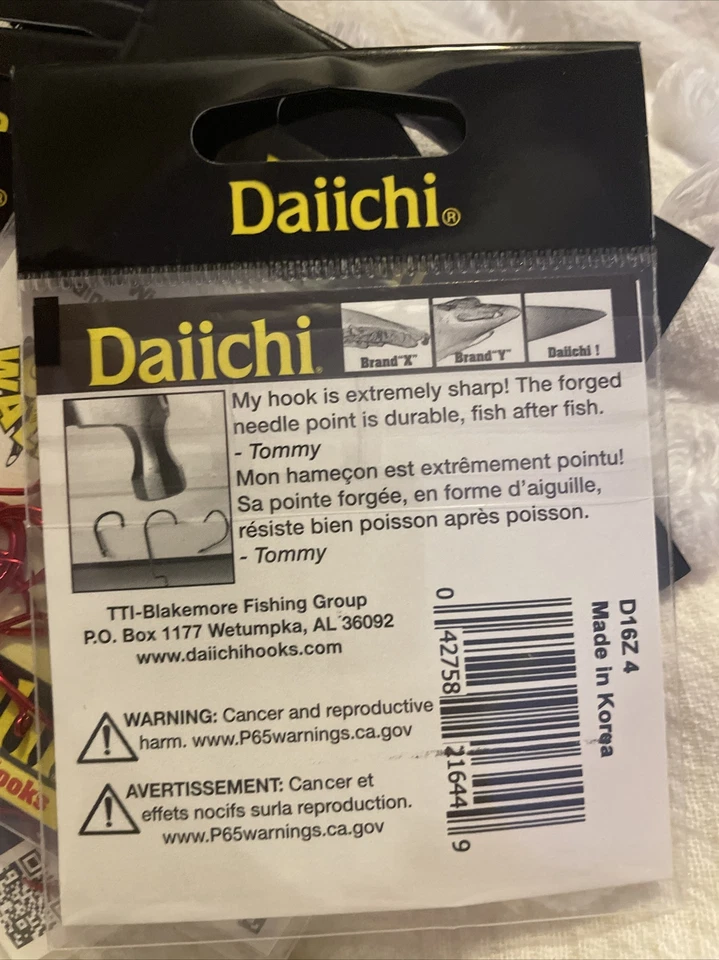 Daiichi®
Daiichi®
Brand"X"
Brand"Y"
Daiichi !
My hook is extremely sharp! The forged
needle point is durable, fish after fish.
- Tommy
Mon hameçon est extrêmement pointu!
Sa pointe forgée, en forme d'aiguille,
résiste bien poisson après poisson.
- Tommy
TTI-Blakemore Fishing Group
P.O. Box 1177 Wetumpka, AL 36092
www.daiichihooks.com
WARNING: Cancer and reproductive
harm. www.P65warnings.ca.gov
AVERTISSEMENT: Cancer et
effets nocifs surla reproduction.
www.P65warnings.ca.gov
0 42758 21644 9
D16Z 4
Made in Korea
WA
ooks